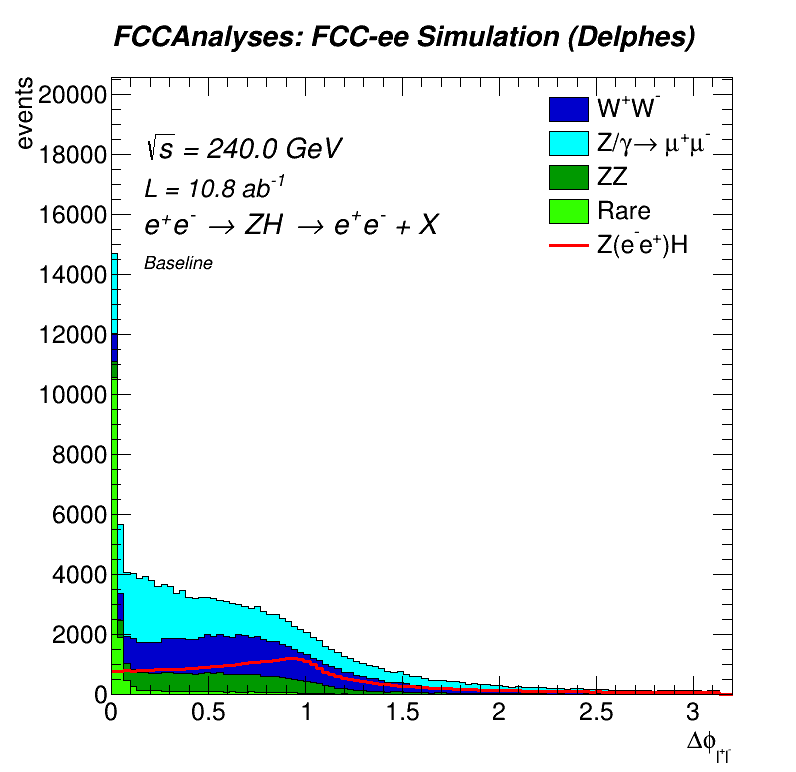 FCCAnalyses: FCC-ee Simulation (Delphes)
events
20000
18000
16000
14000
12000
10000
8000
6000
4000
2000
0
√s = 240.0 GeV
L = 10.8 ab⁻¹
e⁺e⁻ → ZH → e⁺e⁻ + X
Baseline
W⁺W⁻
Z/γ→ μ⁺μ⁻
ZZ
Rare
Z(e⁻e⁺)H
0 0.5 1 1.5 2 2.5 3
Δϕ_l⁺l⁻